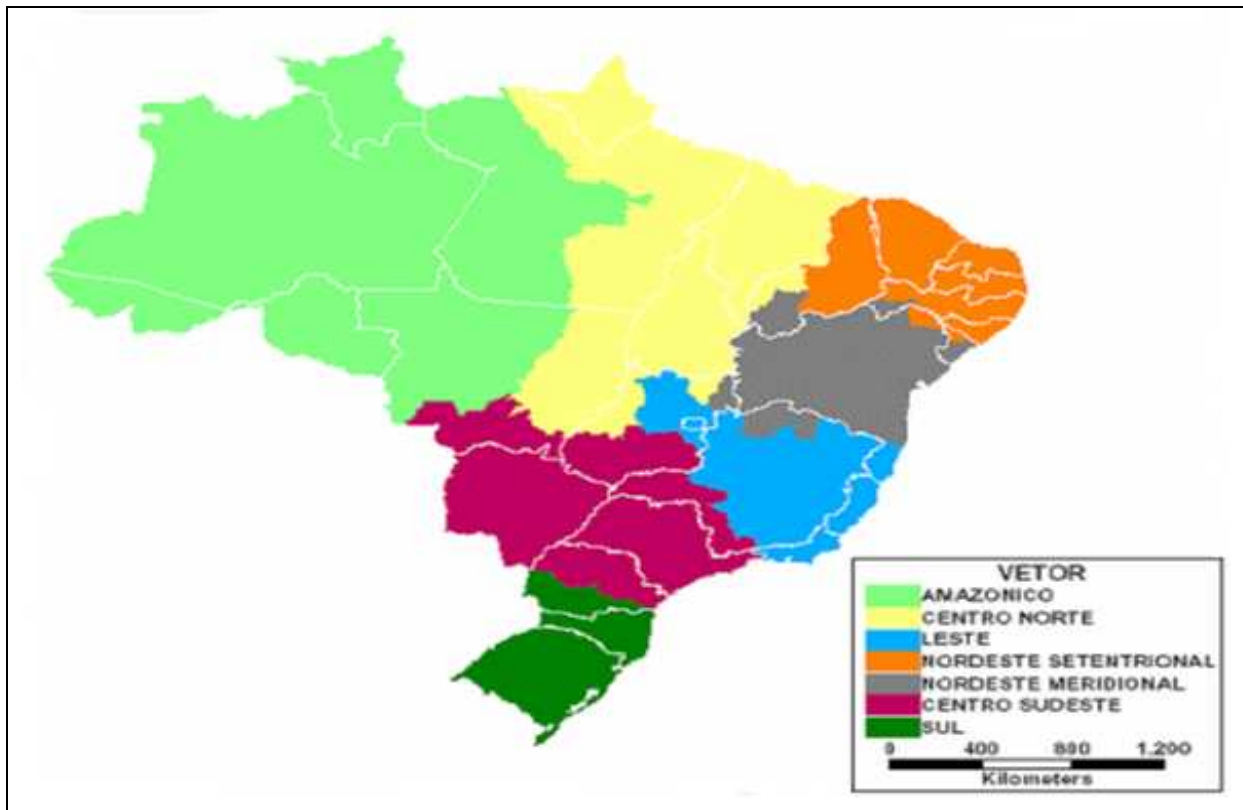 VETOR
AMAZONICO
CENTRO NORTE
LESTE
NORDESTE SETENTRIONAL
NORDESTE MERIDIONAL
CENTRO SUDESTE
SUL
0 400 800 1.200
Kilometers